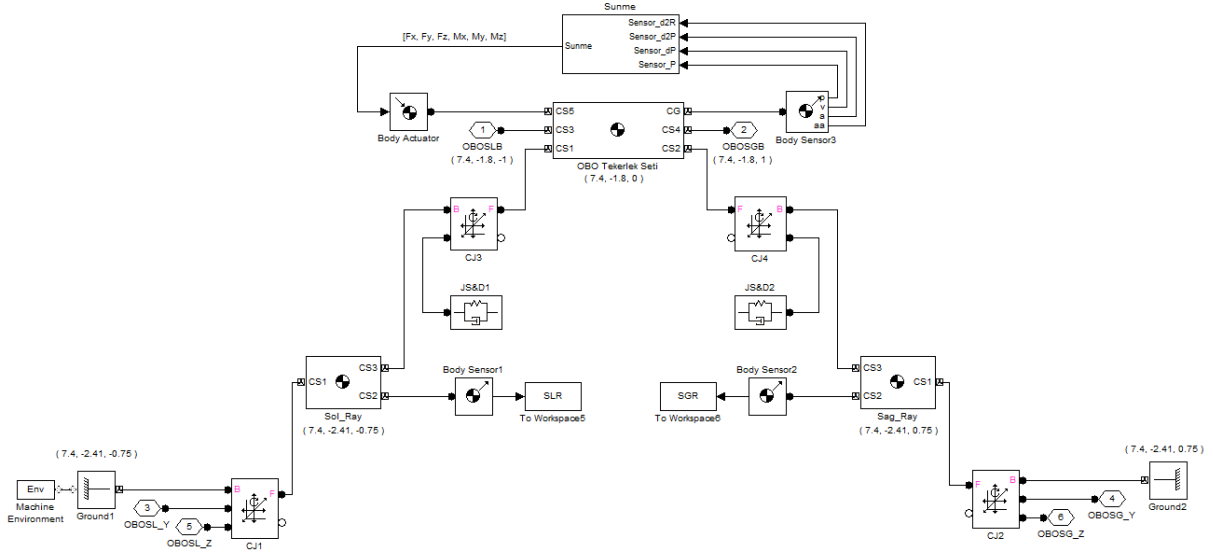 Sunme
Sensor_d2R
Sensor_d2P
Sensor_dP
Sensor_P
Sunme
[Fx, Fy, Fz, Mx, My, Mz]
Body Actuator
CS5
CS3
CS1
CG
CS4
CS2
OBO Tekerlek Seti
( 7.4, -1.8, 0 )
1
OBOSLB
( 7.4, -1.8, -1 )
2
OBOSGB
( 7.4, -1.8, 1 )
p
v
a
aa
Body Sensor3
B
F
CJ3
F
B
CJ4
JS&D1
JS&D2
CS1
CS3
CS2
Sol_Ray
( 7.4, -2.41, -0.75 )
Body Sensor1
SLR
To Workspace5
SGR
To Workspace6
Body Sensor2
CS3
CS2
CS1
Sag_Ray
( 7.4, -2.41, 0.75 )
( 7.4, -2.41, -0.75 )
Env
Machine
Environment
Ground1
3
OBOSL_Y
5
OBOSL_Z
B
F
CJ1
F
B
CJ2
4
OBOSG_Y
6
OBOSG_Z
( 7.4, -2.41, 0.75 )
Ground2